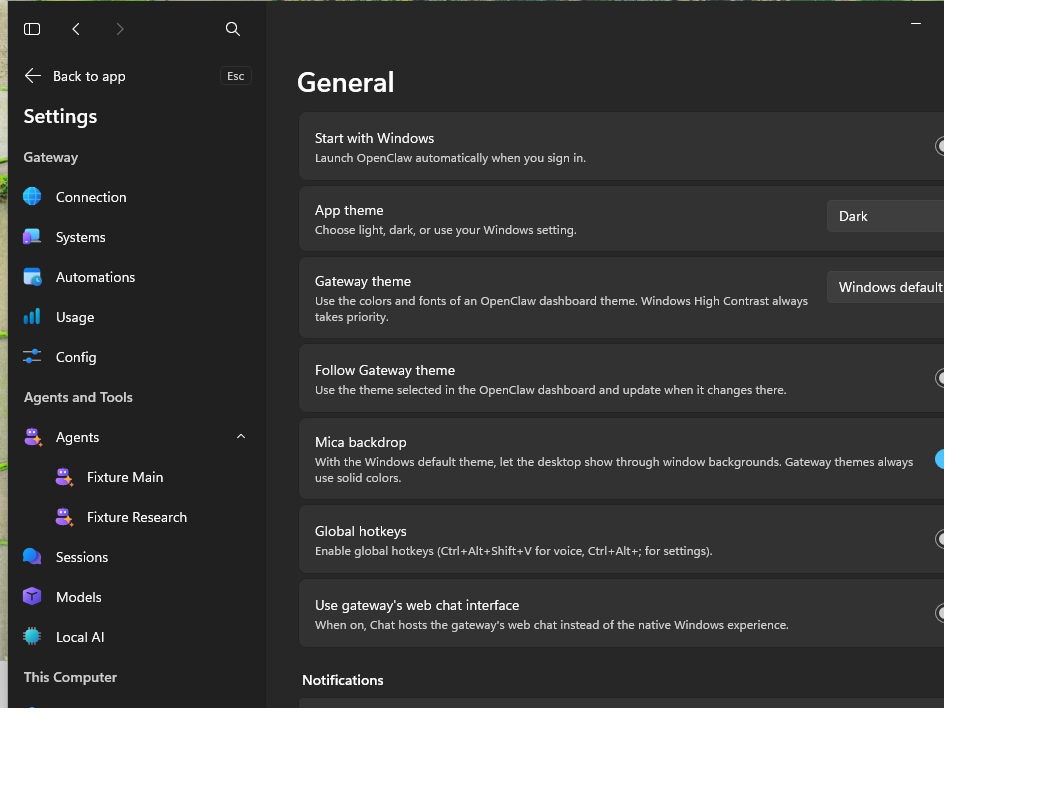 Back to app
Esc
Settings
Gateway
Connection
Systems
Automations
Usage
Config
Agents and Tools
Agents
Fixture Main
Fixture Research
Sessions
Models
Local AI
This Computer
General
Start with Windows
Launch OpenClaw automatically when you sign in.
App theme
Choose light, dark, or use your Windows setting.
Dark
Gateway theme
Use the colors and fonts of an OpenClaw dashboard theme. Windows High Contrast always
takes priority.
Windows default
Follow Gateway theme
Use the theme selected in the OpenClaw dashboard and update when it changes there.
Mica backdrop
With the Windows default theme, let the desktop show through window backgrounds. Gateway themes always
use solid colors.
Global hotkeys
Enable global hotkeys (Ctrl+Alt+Shift+V for voice, Ctrl+Alt+; for settings).
Use gateway's web chat interface
When on, Chat hosts the gateway's web chat instead of the native Windows experience.
Notifications